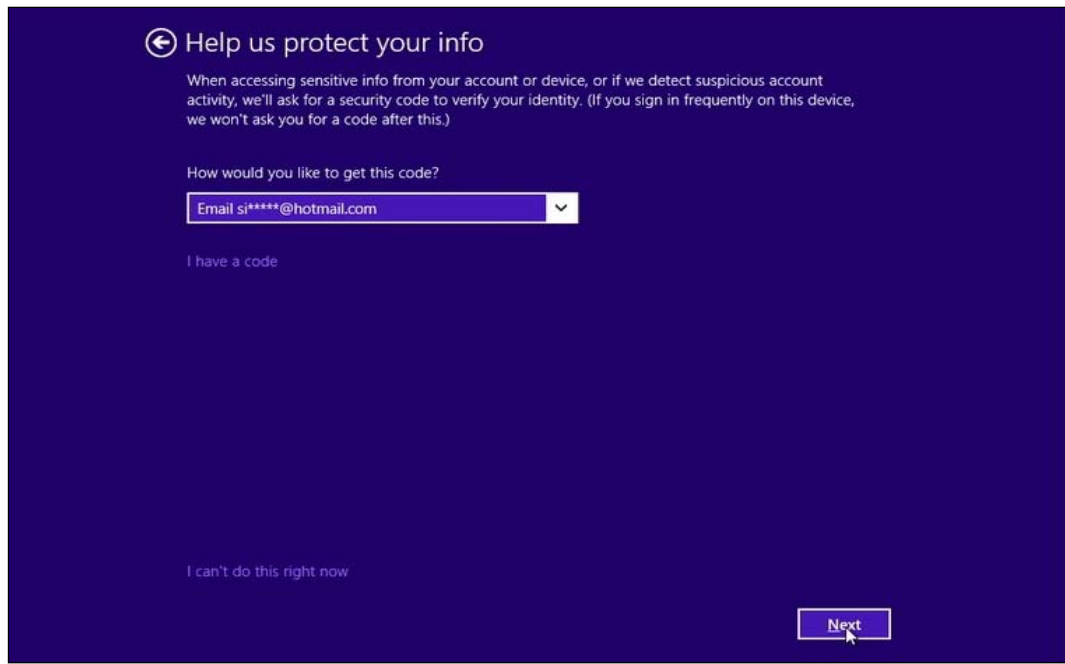 Help us protect your info
When accessing sensitive info from your account or device, or if we detect suspicious account
activity, we'll ask for a security code to verify your identity. (If you sign in frequently on this device,
we won't ask you for a code after this.)
How would you like to get this code?
Email si*****@hotmail.com
I have a code
I can't do this right now
Next